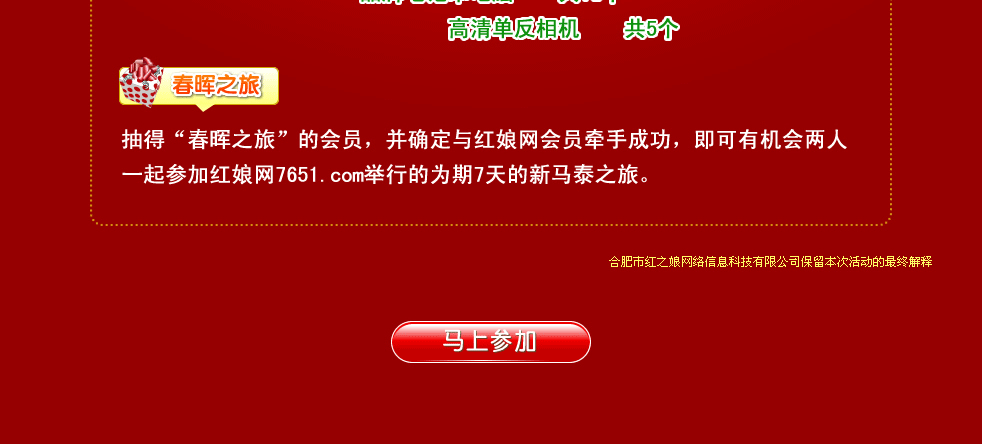 高清单反相机 共5个
春晖之旅
抽得“春晖之旅”的会员，并确定与红娘网会员牵手成功，即可有机会两人
一起参加红娘网7651.com举行的为期7天的新马泰之旅。
合肥市红之娘网络信息科技有限公司保留本次活动的最终解释
马上参加